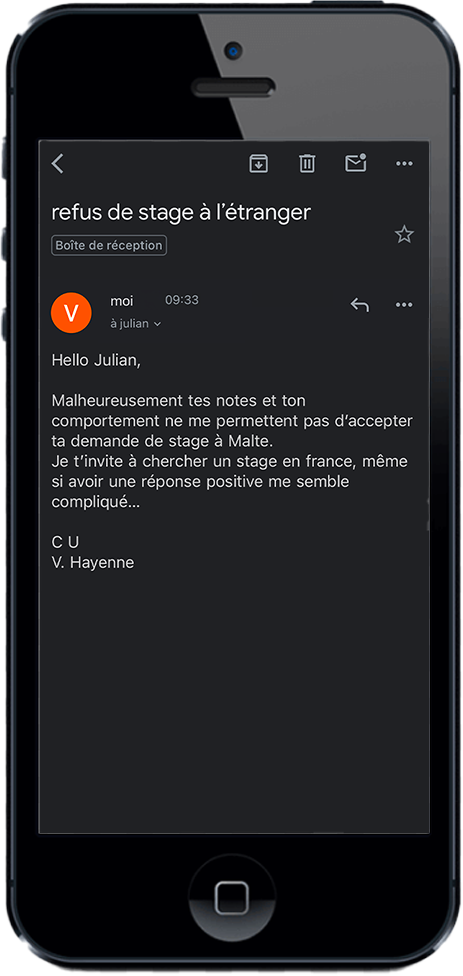 refus de stage à l'étranger
Boîte de réception
V
moi 09:33
à julian
Hello Julian,
Malheureusement tes notes et ton
comportement ne me permettent pas d'accepter
ta demande de stage à Malte.
Je t'invite à chercher un stage en france, même
si avoir une réponse positive me semble
compliqué...
C U
V. Hayenne